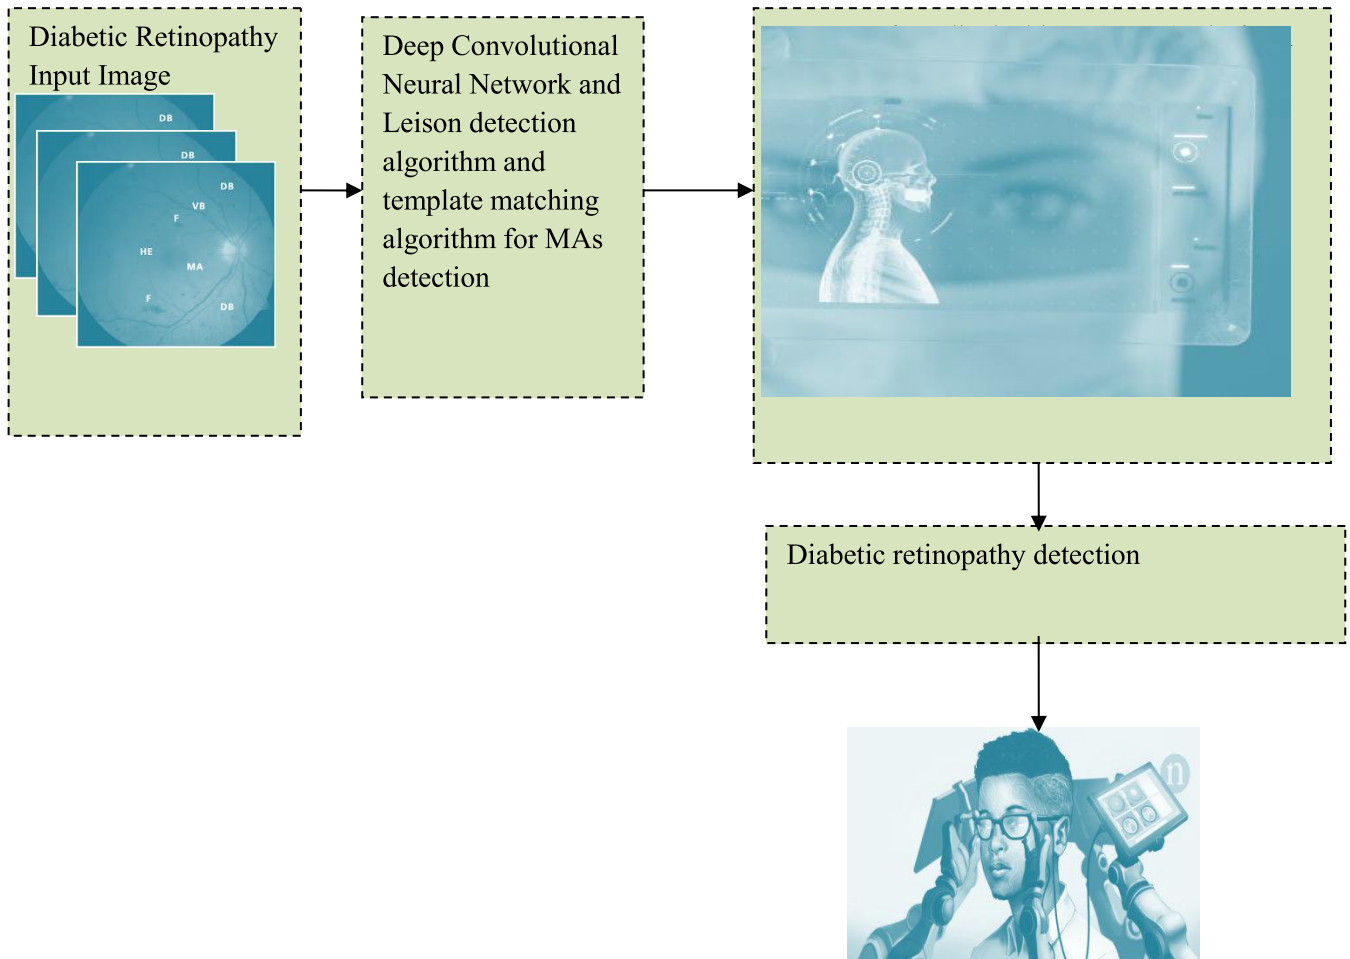 Diabetic Retinopathy
Input Image
DB
DB
DB
VB
F
HE
MA
F
DB
Deep Convolutional
Neural Network and
Leison detection
algorithm and
template matching
algorithm for MAs
detection
Diabetic retinopathy detection
n